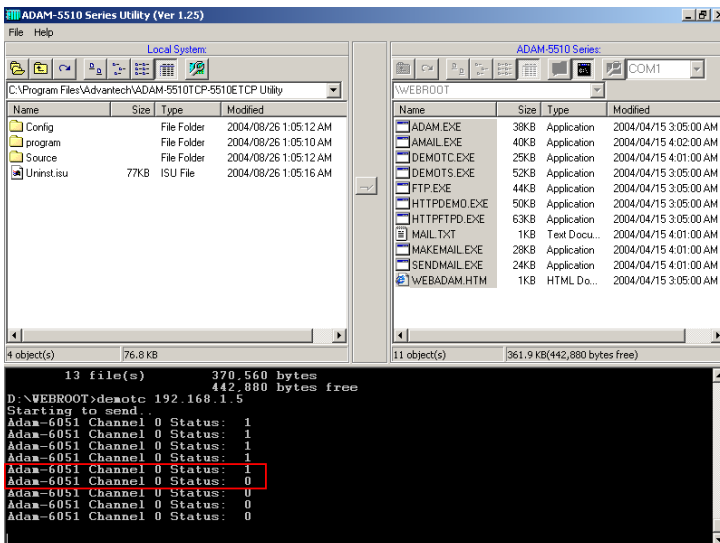 ADAM-5510 Series Utility (Ver 1.25)
File Help
Local System:
ADAM-5510 Series:
COM1
C:\Program Files\Advantech\ADAM-5510TCP-5510ETCP Utility
\WEBROOT
Name Size Type Modified
Config File Folder 2004/08/26 1:05:12 AM
program File Folder 2004/08/26 1:05:10 AM
Source File Folder 2004/08/26 1:05:12 AM
Uninst.isu 77KB ISU File 2004/08/26 1:05:16 AM
Name Size Type Modified
ADAM.EXE 38KB Application 2004/04/15 3:05:00 AM
AMAIL.EXE 40KB Application 2004/04/15 4:02:00 AM
DEMOTC.EXE 25KB Application 2004/04/15 4:01:00 AM
DEMOTS.EXE 52KB Application 2004/04/15 3:05:00 AM
FTP.EXE 44KB Application 2004/04/15 3:05:00 AM
HTTPDEMO.EXE 50KB Application 2004/04/15 3:05:00 AM
HTTPFTPD.EXE 63KB Application 2004/04/15 3:05:00 AM
MAIL.TXT 1KB Text Docu... 2004/04/15 4:01:00 AM
MAKEMAIL.EXE 28KB Application 2004/04/15 4:01:00 AM
SENDMAIL.EXE 24KB Application 2004/04/15 4:01:00 AM
WEBADAM.HTM 1KB HTML Do... 2004/04/15 3:05:00 AM
4 object(s) 76.8 KB
11 object(s) 361.9 KB(442,880 bytes free)
13 file(s) 370,560 bytes
442,880 bytes free
D:\WEBROOT>demotc 192.168.1.5
Starting to send..
Adam-6051 Channel 0 Status: 1
Adam-6051 Channel 0 Status: 1
Adam-6051 Channel 0 Status: 1
Adam-6051 Channel 0 Status: 1
Adam-6051 Channel 0 Status: 1
Adam-6051 Channel 0 Status: 0
Adam-6051 Channel 0 Status: 0
Adam-6051 Channel 0 Status: 0
Adam-6051 Channel 0 Status: 0